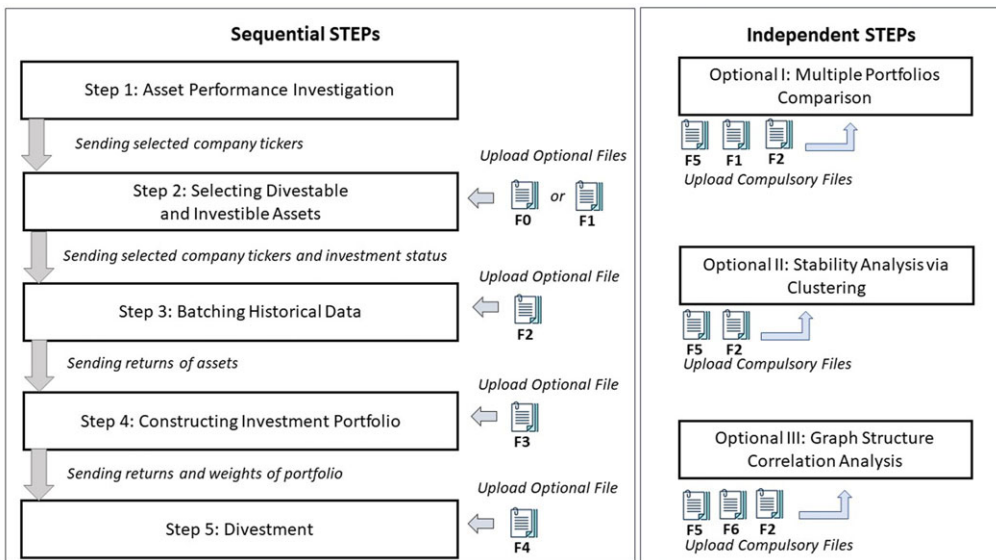 Sequential STEPs
Step 1: Asset Performance Investigation
Sending selected company tickers
Upload Optional Files
Step 2: Selecting Divestable
and Investible Assets
F0
or
F1
Sending selected company tickers and investment status
Upload Optional File
Step 3: Batching Historical Data
F2
Sending returns of assets
Upload Optional File
Step 4: Constructing Investment Portfolio
F3
Sending returns and weights of portfolio
Upload Optional File
Step 5: Divestment
F4
Independent STEPs
Optional I: Multiple Portfolios
Comparison
F5 F1 F2
Upload Compulsory Files
Optional II: Stability Analysis via
Clustering
F5 F2
Upload Compulsory Files
Optional III: Graph Structure
Correlation Analysis
F5 F6 F2
Upload Compulsory Files